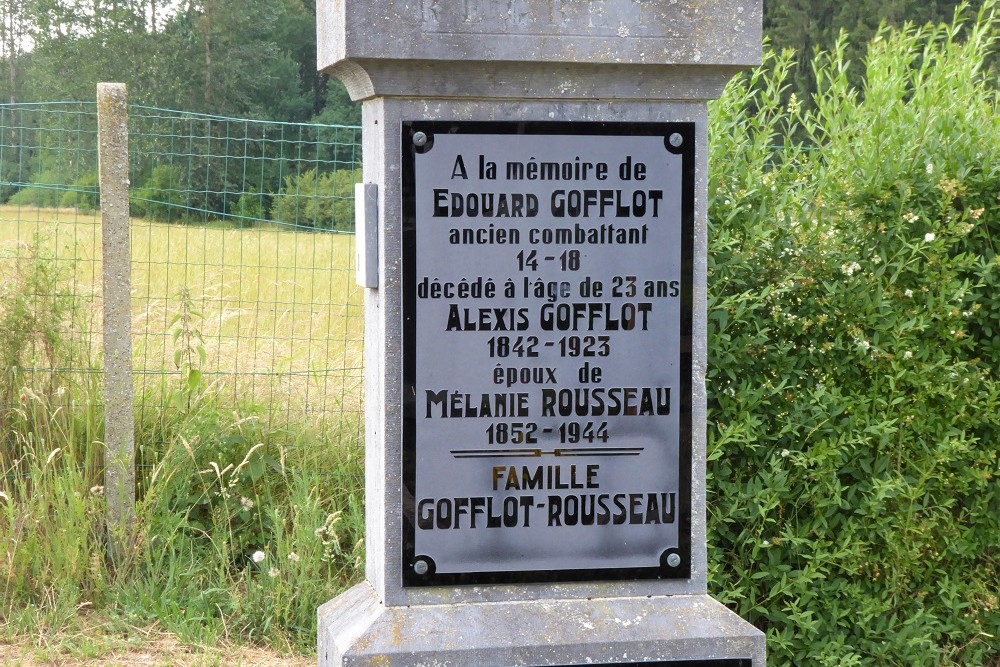 A la mémoire de
EDOUARD GOFFLOT
ancien combattant
14-18
décédé à l'âge de 23 ans
ALEXIS GOFFLOT
1842-1923
époux de
MÉLANIE ROUSSEAU
1852-1944
FAMILLE
GOFFLOT-ROUSSEAU